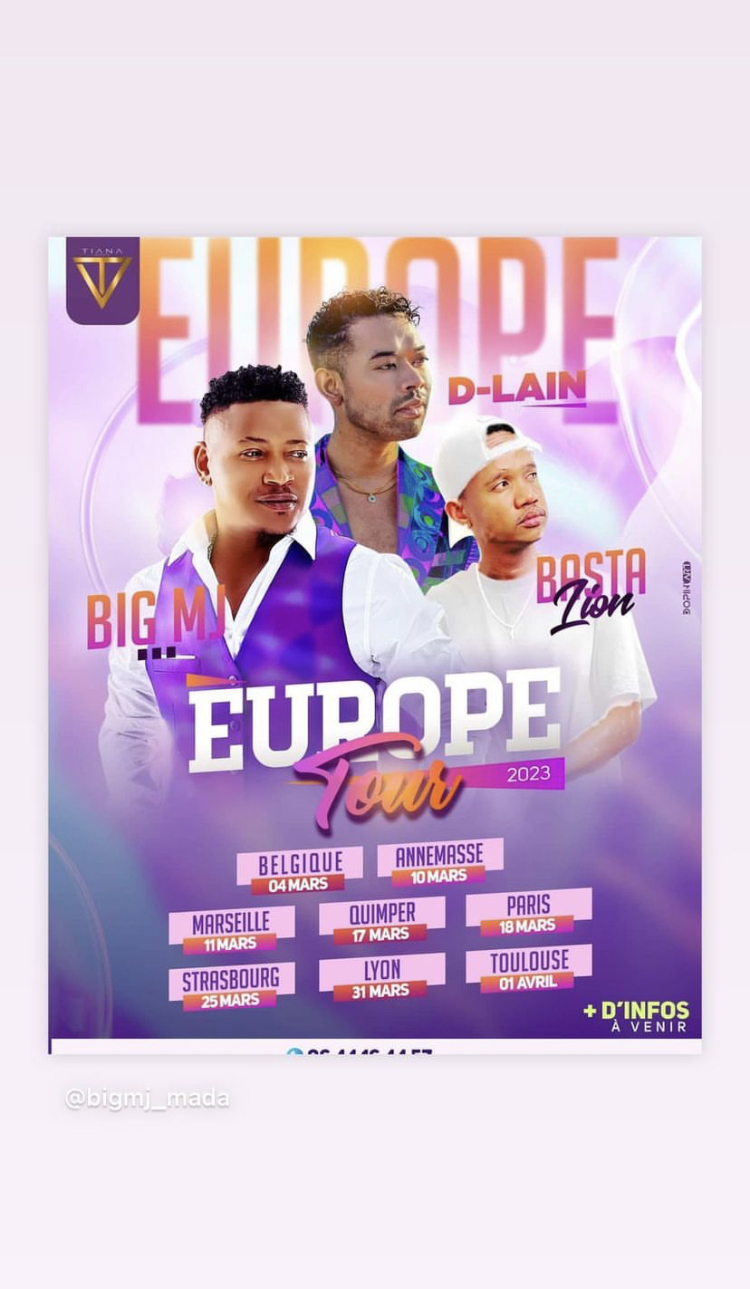 TIANA
EUROPE
D-LAIN
BASTA
Lion
BIG MJ
EUROPE
Tour
2023
BELGIQUE
04 MARS
ANNEMASSE
10 MARS
MARSEILLE
11 MARS
QUIMPER
17 MARS
PARIS
18 MARS
STRASBOURG
25 MARS
LYON
31 MARS
TOULOUSE
01 AVRIL
+ D'INFOS
À VENIR
@bigmj_mada